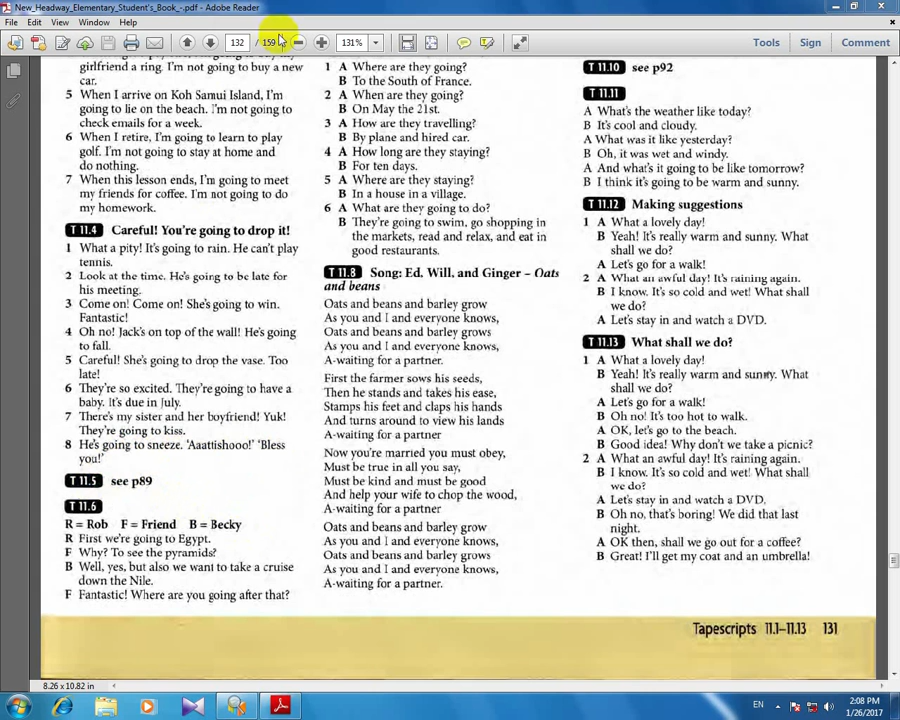 New_Headway_Elementary_Student's_Book_-.pdf - Adobe Reader
File Edit View Window Help
132 / 159 131% Tools Sign Comment
girlfriend a ring. I'm not going to buy a new
car.
5 When I arrive on Koh Samui Island, I'm
going to lie on the beach. I'm not going to
check emails for a week.
6 When I retire, I'm going to learn to play
golf. I'm not going to stay at home and
do nothing.
7 When this lesson ends, I'm going to meet
my friends for coffee. I'm not going to do
my homework.
T 11.4 Careful! You're going to drop it!
1 What a pity! It's going to rain. He can't play
tennis.
2 Look at the time. He's going to be late for
his meeting.
3 Come on! Come on! She's going to win.
Fantastic!
4 Oh no! Jack's on top of the wall! He's going
to fall.
5 Careful! She's going to drop the vase. Too
late!
6 They're so excited. They're going to have a
baby. It's due in July.
7 There's my sister and her boyfriend! Yuk!
They're going to kiss.
8 He's going to sneeze. 'Aaattishooo!' 'Bless
you!'
T 11.5 see p89
T 11.6
R = Rob F = Friend B = Becky
R First we're going to Egypt.
F Why? To see the pyramids?
B Well, yes, but also we want to take a cruise
down the Nile.
F Fantastic! Where are you going after that?
1 A Where are they going?
B To the South of France.
2 A When are they going?
B On May the 21st.
3 A How are they travelling?
B By plane and hired car.
4 A How long are they staying?
B For ten days.
5 A Where are they staying?
B In a house in a village.
6 A What are they going to do?
B They're going to swim, go shopping in
the markets, read and relax, and eat in
good restaurants.
T 11.8 Song: Ed, Will, and Ginger – Oats
and beans
Oats and beans and barley grow
As you and I and everyone knows,
Oats and beans and barley grows
As you and I and everyone knows,
A-waiting for a partner.
First the farmer sows his seeds,
Then he stands and takes his ease,
Stamps his feet and claps his hands
And turns around to view his lands
A-waiting for a partner
Now you're married you must obey,
Must be true in all you say,
Must be kind and must be good
And help your wife to chop the wood,
A-waiting for a partner
Oats and beans and barley grow
As you and I and everyone knows,
Oats and beans and barley grows
As you and I and everyone knows,
A-waiting for a partner.
T 11.10 see p92
T 11.11
A What's the weather like today?
B It's cool and cloudy.
A What was it like yesterday?
B Oh, it was wet and windy.
A And what's it going to be like tomorrow?
B I think it's going to be warm and sunny.
T 11.12 Making suggestions
1 A What a lovely day!
B Yeah! It's really warm and sunny. What
shall we do?
A Let's go for a walk!
2 A What an awful day! It's raining again.
B I know. It's so cold and wet! What shall
we do?
A Let's stay in and watch a DVD.
T 11.13 What shall we do?
1 A What a lovely day!
B Yeah! It's really warm and sunny. What
shall we do?
A Let's go for a walk!
B Oh no! It's too hot to walk.
A OK, let's go to the beach.
B Good idea! Why don't we take a picnic?
2 A What an awful day! It's raining again.
B I know. It's so cold and wet! What shall
we do?
A Let's stay in and watch a DVD.
B Oh no, that's boring! We did that last
night.
A OK then, shall we go out for a coffee?
B Great! I'll get my coat and an umbrella!
Tapescripts 11.1–11.13 131
8.26 x 10.82 in
EN 2:08 PM
1/26/2017